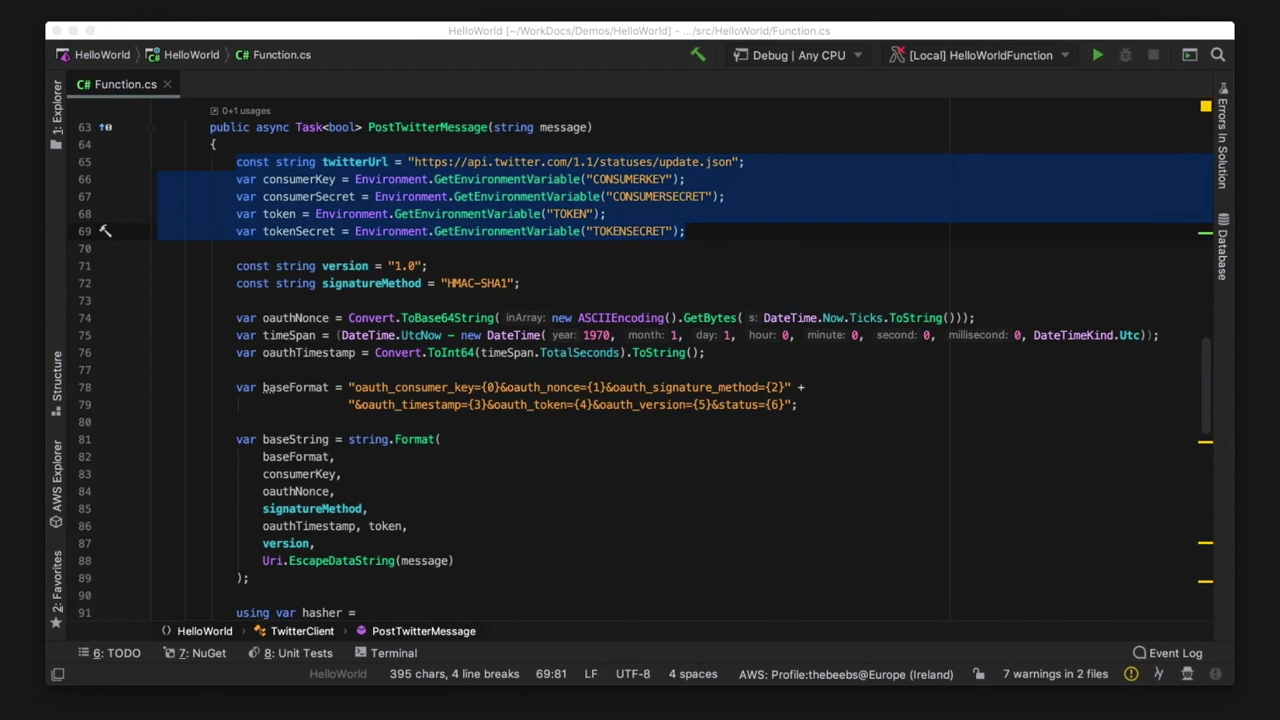 HelloWorld [~/WorkDocs/Demos/HelloWorld] - .../src/HelloWorld/Function.cs
HelloWorld HelloWorld C# Function.cs Debug | Any CPU [Local] HelloWorldFunction
C# Function.cs
1: Explorer
Structure
AWS Explorer
2: Favorites
0+1 usages
63 public async Task<bool> PostTwitterMessage(string message)
64 {
65 const string twitterUrl = "https://api.twitter.com/1.1/statuses/update.json";
66 var consumerKey = Environment.GetEnvironmentVariable("CONSUMERKEY");
67 var consumerSecret = Environment.GetEnvironmentVariable("CONSUMERSECRET");
68 var token = Environment.GetEnvironmentVariable("TOKEN");
69 var tokenSecret = Environment.GetEnvironmentVariable("TOKENSECRET");
70
71 const string version = "1.0";
72 const string signatureMethod = "HMAC-SHA1";
73
74 var oauthNonce = Convert.ToBase64String( inArray: new ASCIIEncoding().GetBytes( s: DateTime.Now.Ticks.ToString()));
75 var timeSpan = (DateTime.UtcNow - new DateTime( year: 1970, month: 1, day: 1, hour: 0, minute: 0, second: 0, millisecond: 0, DateTimeKind.Utc));
76 var oauthTimestamp = Convert.ToInt64(timeSpan.TotalSeconds).ToString();
77
78 var baseFormat = "oauth_consumer_key={0}&oauth_nonce={1}&oauth_signature_method={2}" +
79 "&oauth_timestamp={3}&oauth_token={4}&oauth_version={5}&status={6}";
80
81 var baseString = string.Format(
82 baseFormat,
83 consumerKey,
84 oauthNonce,
85 signatureMethod,
86 oauthTimestamp, token,
87 version,
88 Uri.EscapeDataString(message)
89 );
90
91 using var hasher =
Errors In Solution
Database
HelloWorld TwitterClient PostTwitterMessage
6: TODO 7: NuGet 8: Unit Tests Terminal Event Log
HelloWorld 395 chars, 4 line breaks 69:81 LF UTF-8 4 spaces AWS: Profile:thebeebs@Europe (Ireland) 7 warnings in 2 files